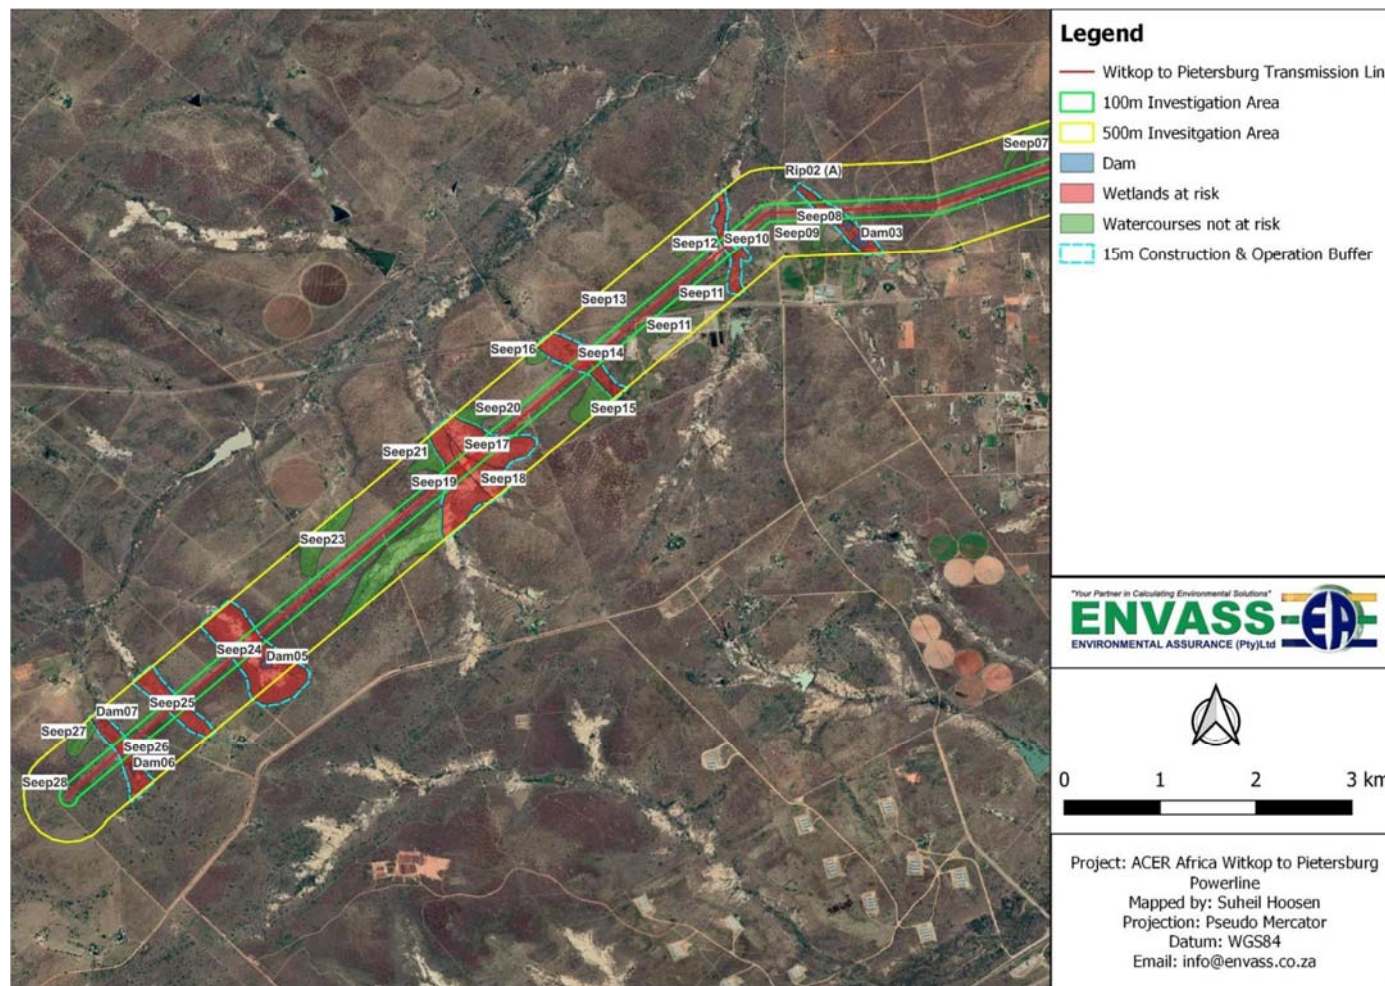 Legend
Witkop to Pietersburg Transmission Lin
100m Investigation Area
500m Invesitgation Area
Dam
Wetlands at risk
Watercourses not at risk
15m Construction & Operation Buffer
Seep07
Rip02 (A)
Seep08
Seep09
Dam03
Seep12
Seep10
Seep11
Seep13
Seep11
Seep16
Seep14
Seep20
Seep15
Seep17
Seep21
Seep19
Seep18
Seep23
Seep24
Dam05
Seep25
Dam07
Seep27
Seep26
Dam06
Seep28
"Your Partner in Calculating Environmental Solutions"
ENVASS
EA
ENVIRONMENTAL ASSURANCE (Pty)Ltd
0 1 2 3 km
Project: ACER Africa Witkop to Pietersburg
Powerline
Mapped by: Suheil Hoosen
Projection: Pseudo Mercator
Datum: WGS84
Email: info@envass.co.za